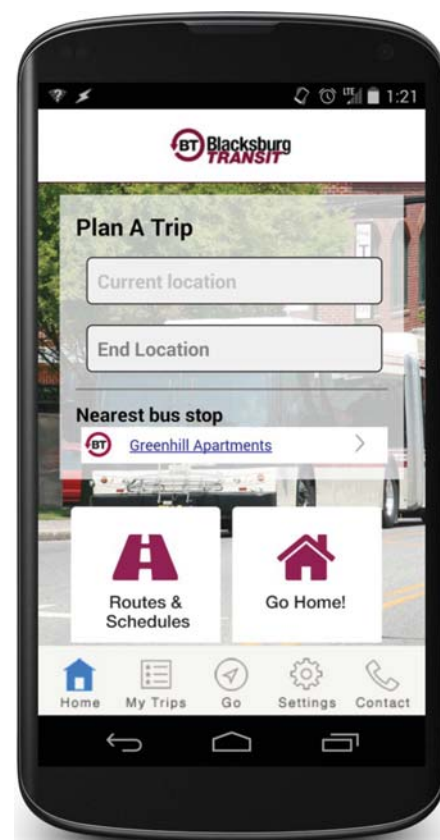 LTE 1:21
BT Blacksburg
TRANSIT
Plan A Trip
Current location
End Location
Nearest bus stop
BT Greenhill Apartments
Routes &
Schedules
Go Home!
Home My Trips Go Settings Contact